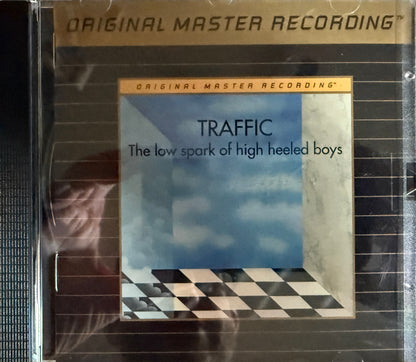 ORIGINAL MASTER RECORDING™
ORIGINAL MASTER RECORDING™
TRAFFIC
The low spark of high heeled boys